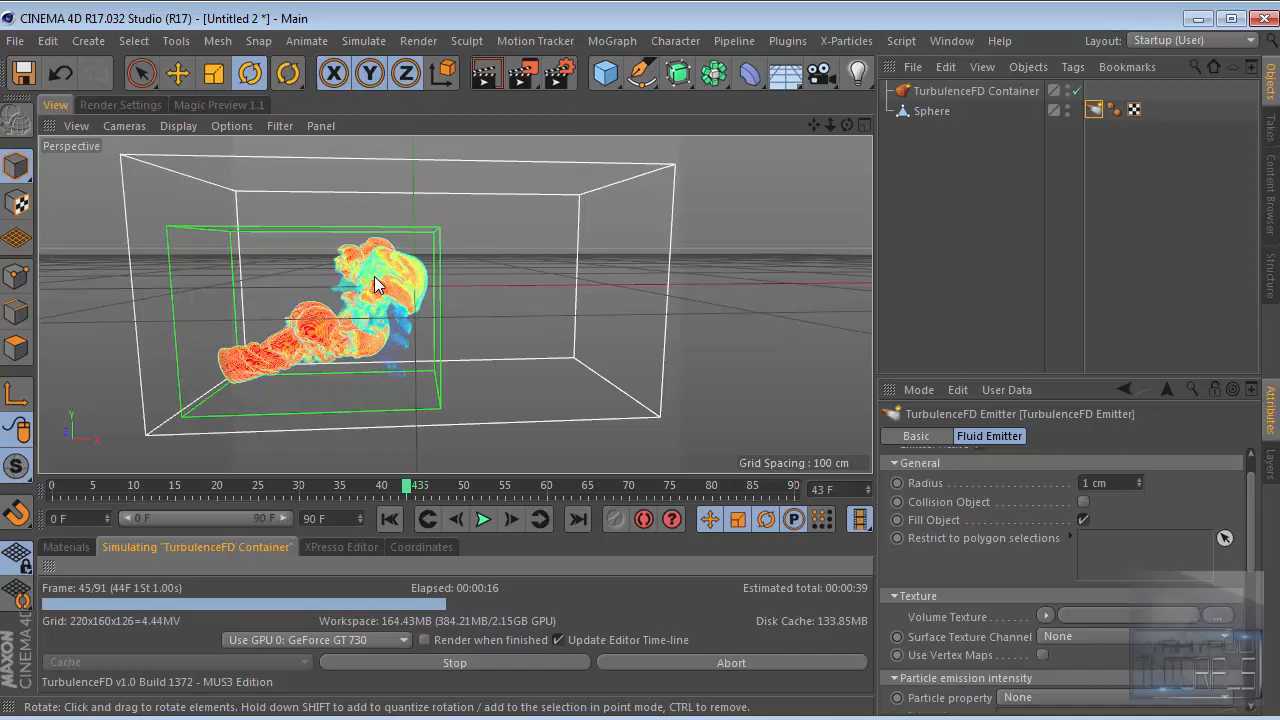 CINEMA 4D R17.032 Studio (R17) - [Untitled 2 *] - Main
File Edit Create Select Tools Mesh Snap Animate Simulate Render Sculpt Motion Tracker MoGraph Character Pipeline Plugins X-Particles Script Window Help Layout: Startup (User)
File Edit View Objects Tags Bookmarks
X Y Z
TurbulenceFD Container
Sphere
View Render Settings Magic Preview 1.1
View Cameras Display Options Filter Panel
Perspective
Y
Z X
Grid Spacing : 100 cm
Objects
Takes
Content Browser
Structure
Attributes
Layers
Mode Edit User Data
TurbulenceFD Emitter [TurbulenceFD Emitter]
Basic Fluid Emitter
General
Radius 1 cm
Collision Object
Fill Object
Restrict to polygon selections
Texture
Volume Texture ...
Surface Texture Channel None
Use Vertex Maps
Particle emission intensity
Particle property None
0 5 10 15 20 25 30 35 40 435 50 55 60 65 70 75 80 85 90 43 F
0 F 0 F 90 F 90 F
P
Materials Simulating "TurbulenceFD Container" XPresso Editor Coordinates
Frame: 45/91 (44F 1St 1.00s) Elapsed: 00:00:16 Estimated total: 00:00:39
Grid: 220x160x126=4.44MV Workspace: 164.43MB (384.21MB/2.15GB GPU) Disk Cache: 133.85MB
Use GPU 0: GeForce GT 730 Render when finished Update Editor Time-line
Cache Stop Abort
TurbulenceFD v1.0 Build 1372 - MUS3 Edition
Rotate: Click and drag to rotate elements. Hold down SHIFT to add to quantize rotation / add to the selection in point mode, CTRL to remove.
MAXON
CINEMA 4D